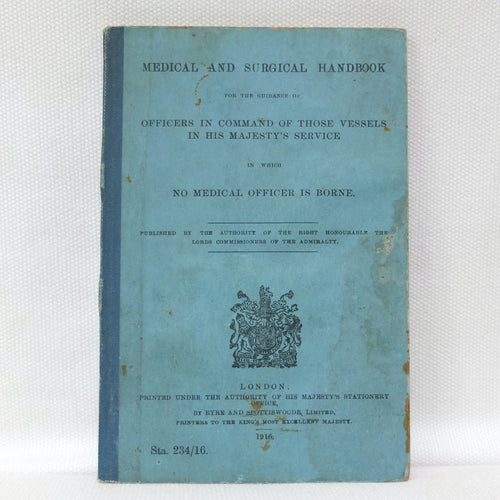 MEDICAL AND SURGICAL HANDBOOK
FOR THE GUIDANCE OF
OFFICERS IN COMMAND OF THOSE VESSELS
IN HIS MAJESTY'S SERVICE
IN WHICH
NO MEDICAL OFFICER IS BORNE.
PUBLISHED BY THE AUTHORITY OF THE RIGHT HONOURABLE THE
LORDS COMMISSIONERS OF THE ADMIRALTY.
LONDON:
PRINTED UNDER THE AUTHORITY OF HIS MAJESTY'S STATIONERY
OFFICE,
BY EYRE AND SPOTTISWOODE, LIMITED,
PRINTERS TO THE KING'S MOST EXCELLENT MAJESTY.
1916.
Sta. 234/16.